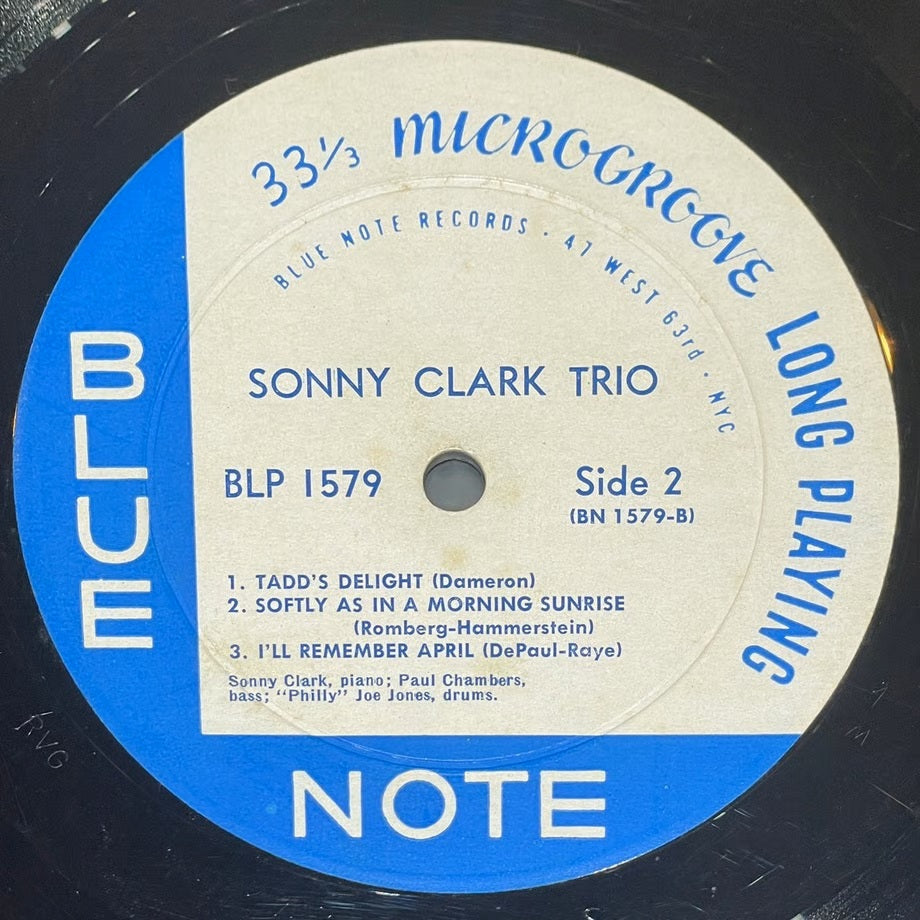 33⅓ MICROGROOVE LONG PLAYING
BLUE NOTE RECORDS · 47 WEST 63rd · NYC
SONNY CLARK TRIO
BLP 1579
Side 2
(BN 1579-B)
1. TADD'S DELIGHT (Dameron)
2. SOFTLY AS IN A MORNING SUNRISE
(Romberg-Hammerstein)
3. I'LL REMEMBER APRIL (DePaul-Raye)
Sonny Clark, piano; Paul Chambers,
bass; "Philly" Joe Jones, drums.
BLUE
NOTE
RVG